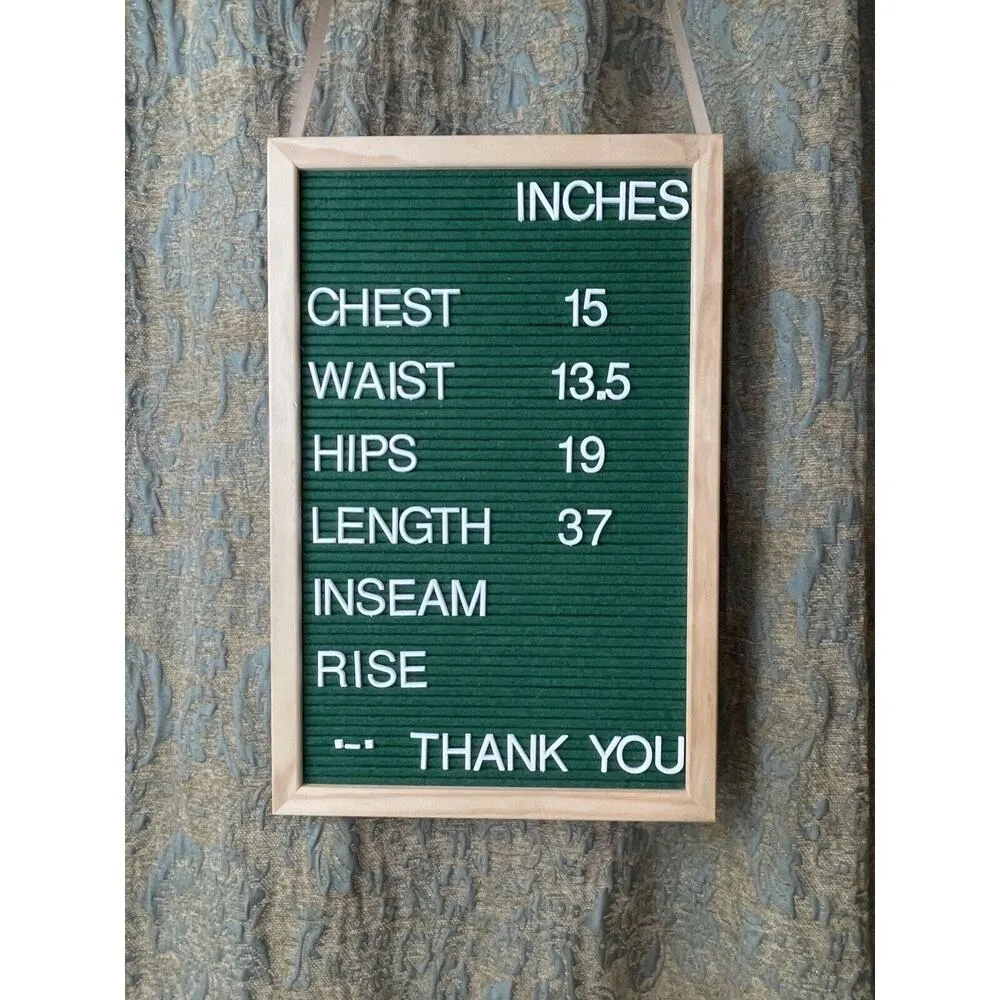 INCHES
CHEST 15
WAIST 13.5
HIPS 19
LENGTH 37
INSEAM
RISE
.-. THANK YOU